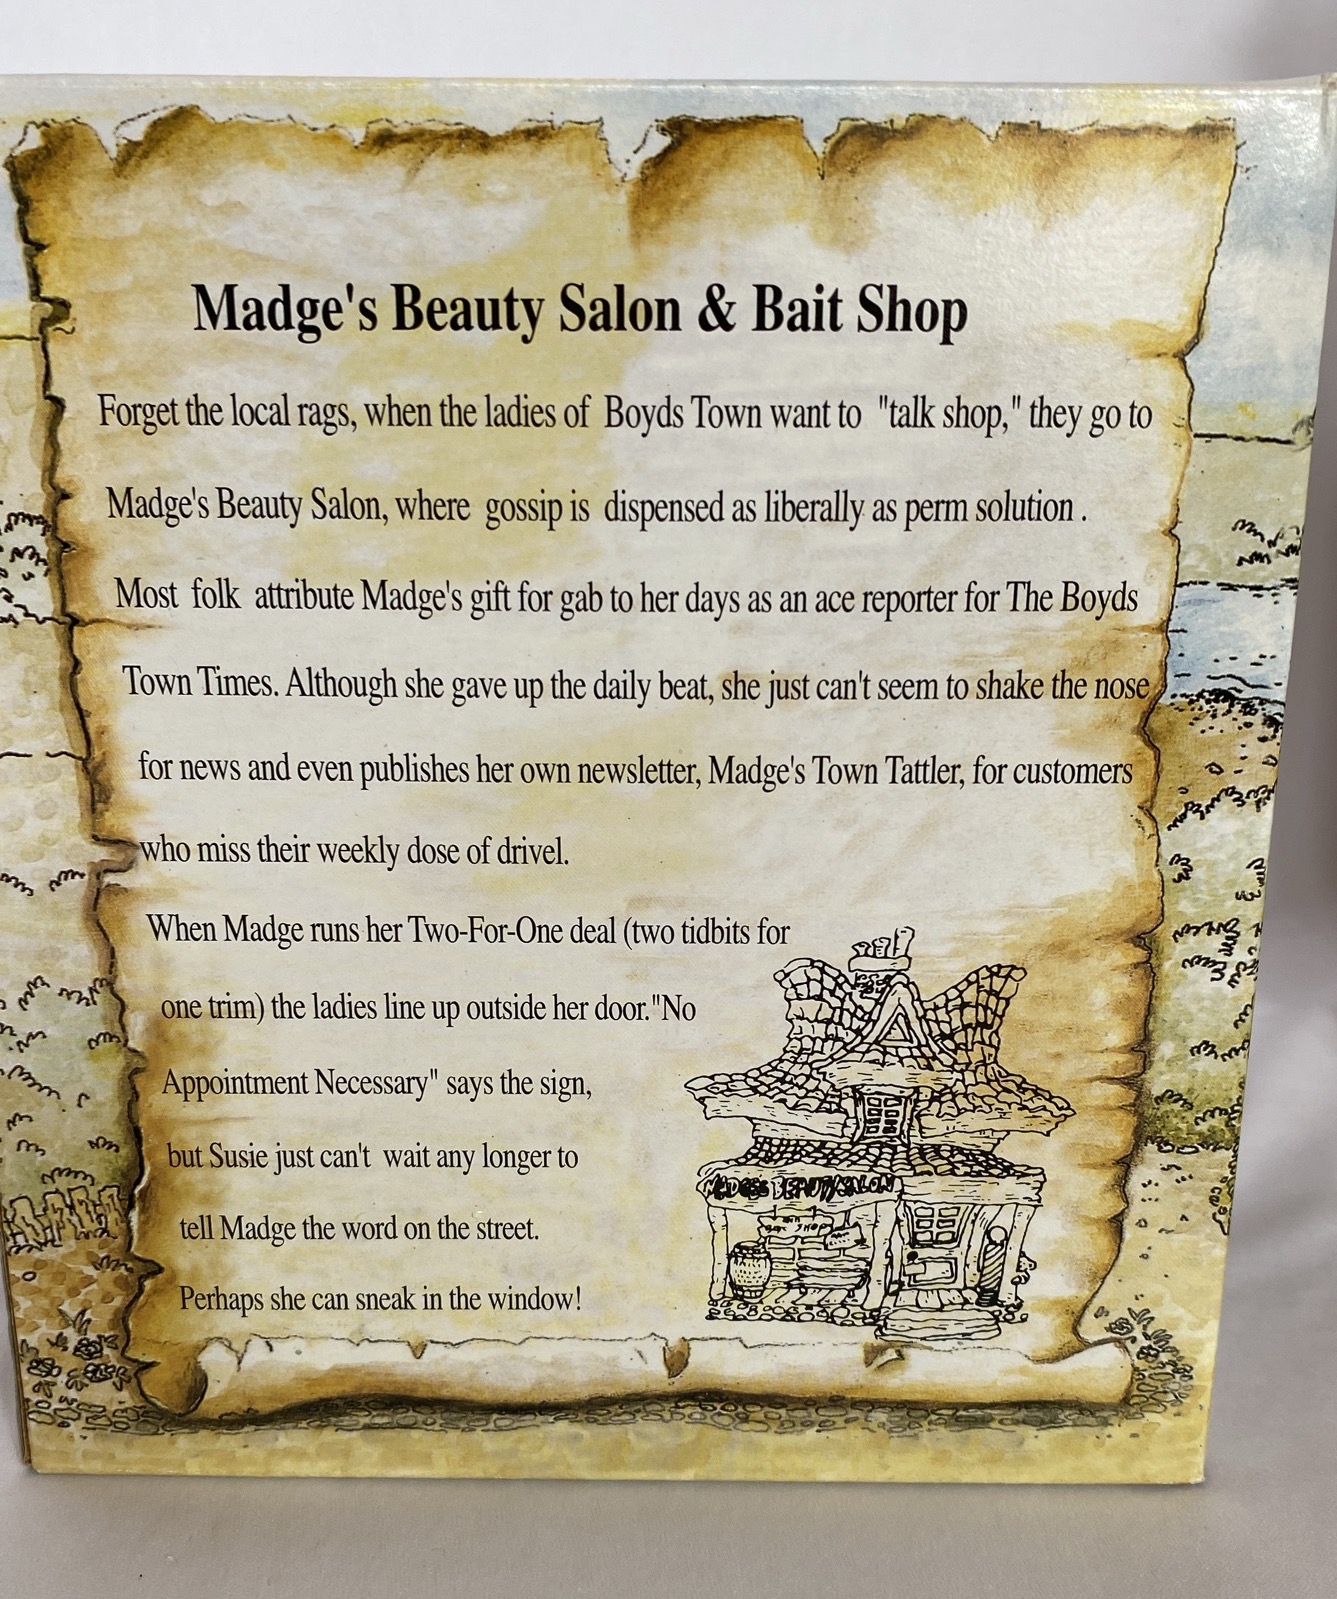 Madge's Beauty Salon & Bait Shop
Forget the local rags, when the ladies of Boyds Town want to "talk shop," they go to
Madge's Beauty Salon, where gossip is dispensed as liberally as perm solution .
Most folk attribute Madge's gift for gab to her days as an ace reporter for The Boyds
Town Times. Although she gave up the daily beat, she just can't seem to shake the nose
for news and even publishes her own newsletter, Madge's Town Tattler, for customers
who miss their weekly dose of drivel.
When Madge runs her Two-For-One deal (two tidbits for
one trim) the ladies line up outside her door."No
Appointment Necessary" says the sign,
but Susie just can't wait any longer to
tell Madge the word on the street.
Perhaps she can sneak in the window!
MADGES BEAUTY SALON
SHOP